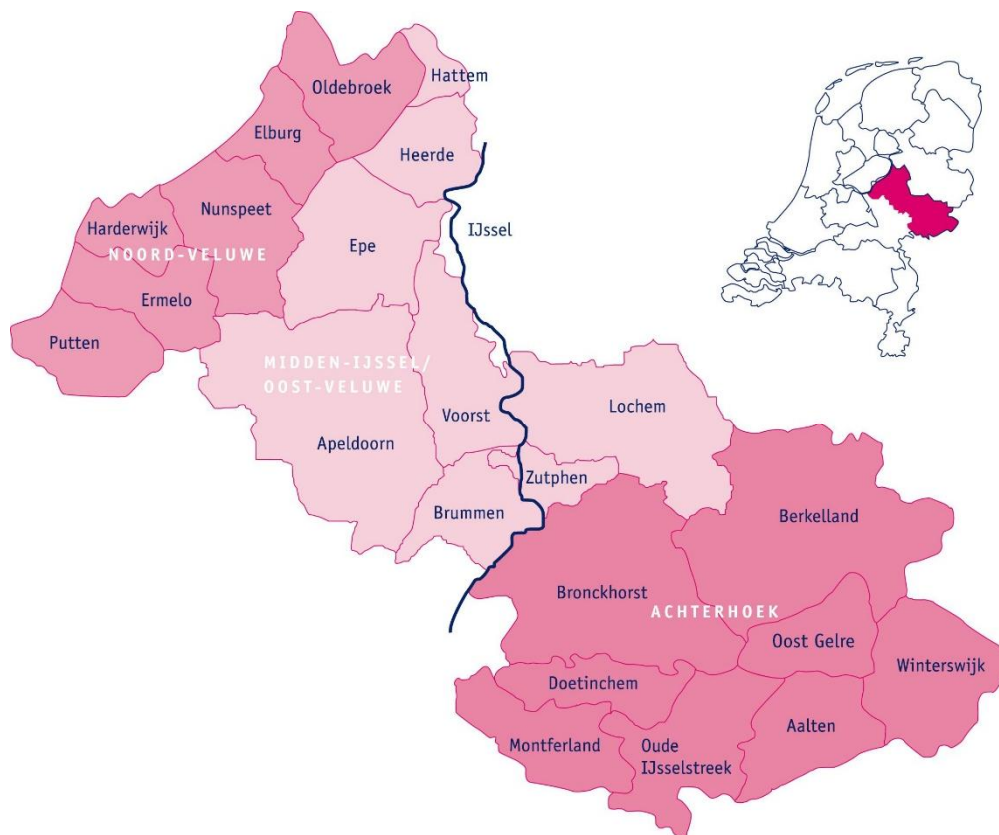 Hattem
Oldebroek
Elburg
Heerde
Nunspeet
IJssel
Harderwijk
Epe
NOORD-VELUWE
Ermelo
Putten
MIDDEN-IJSSEL/
OOST-VELUWE
Lochem
Voorst
Apeldoorn
Zutphen
Brummen
Berkelland
Bronckhorst
ACHTERHOEK
Oost Gelre
Winterswijk
Doetinchem
Aalten
Montferland
Oude
IJsselstreek